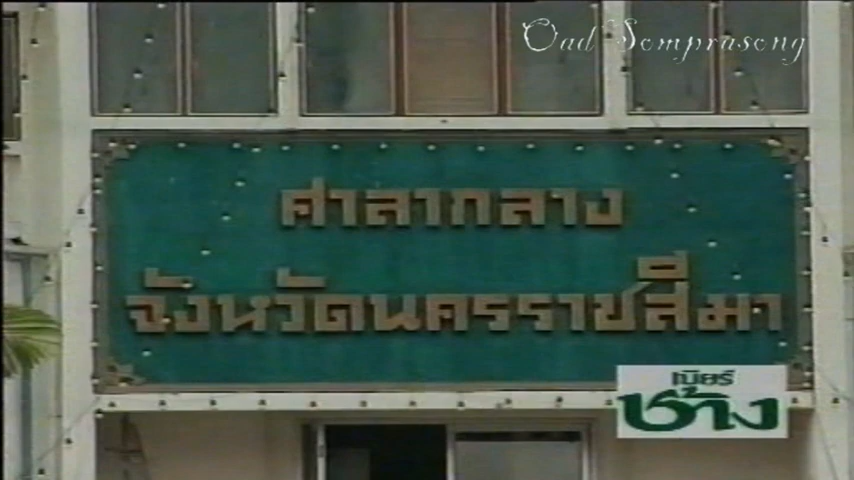 Oad Somprasong
ศาลากลาง
จังหวัดนครราชสีมา
เบียร์
ช้าง